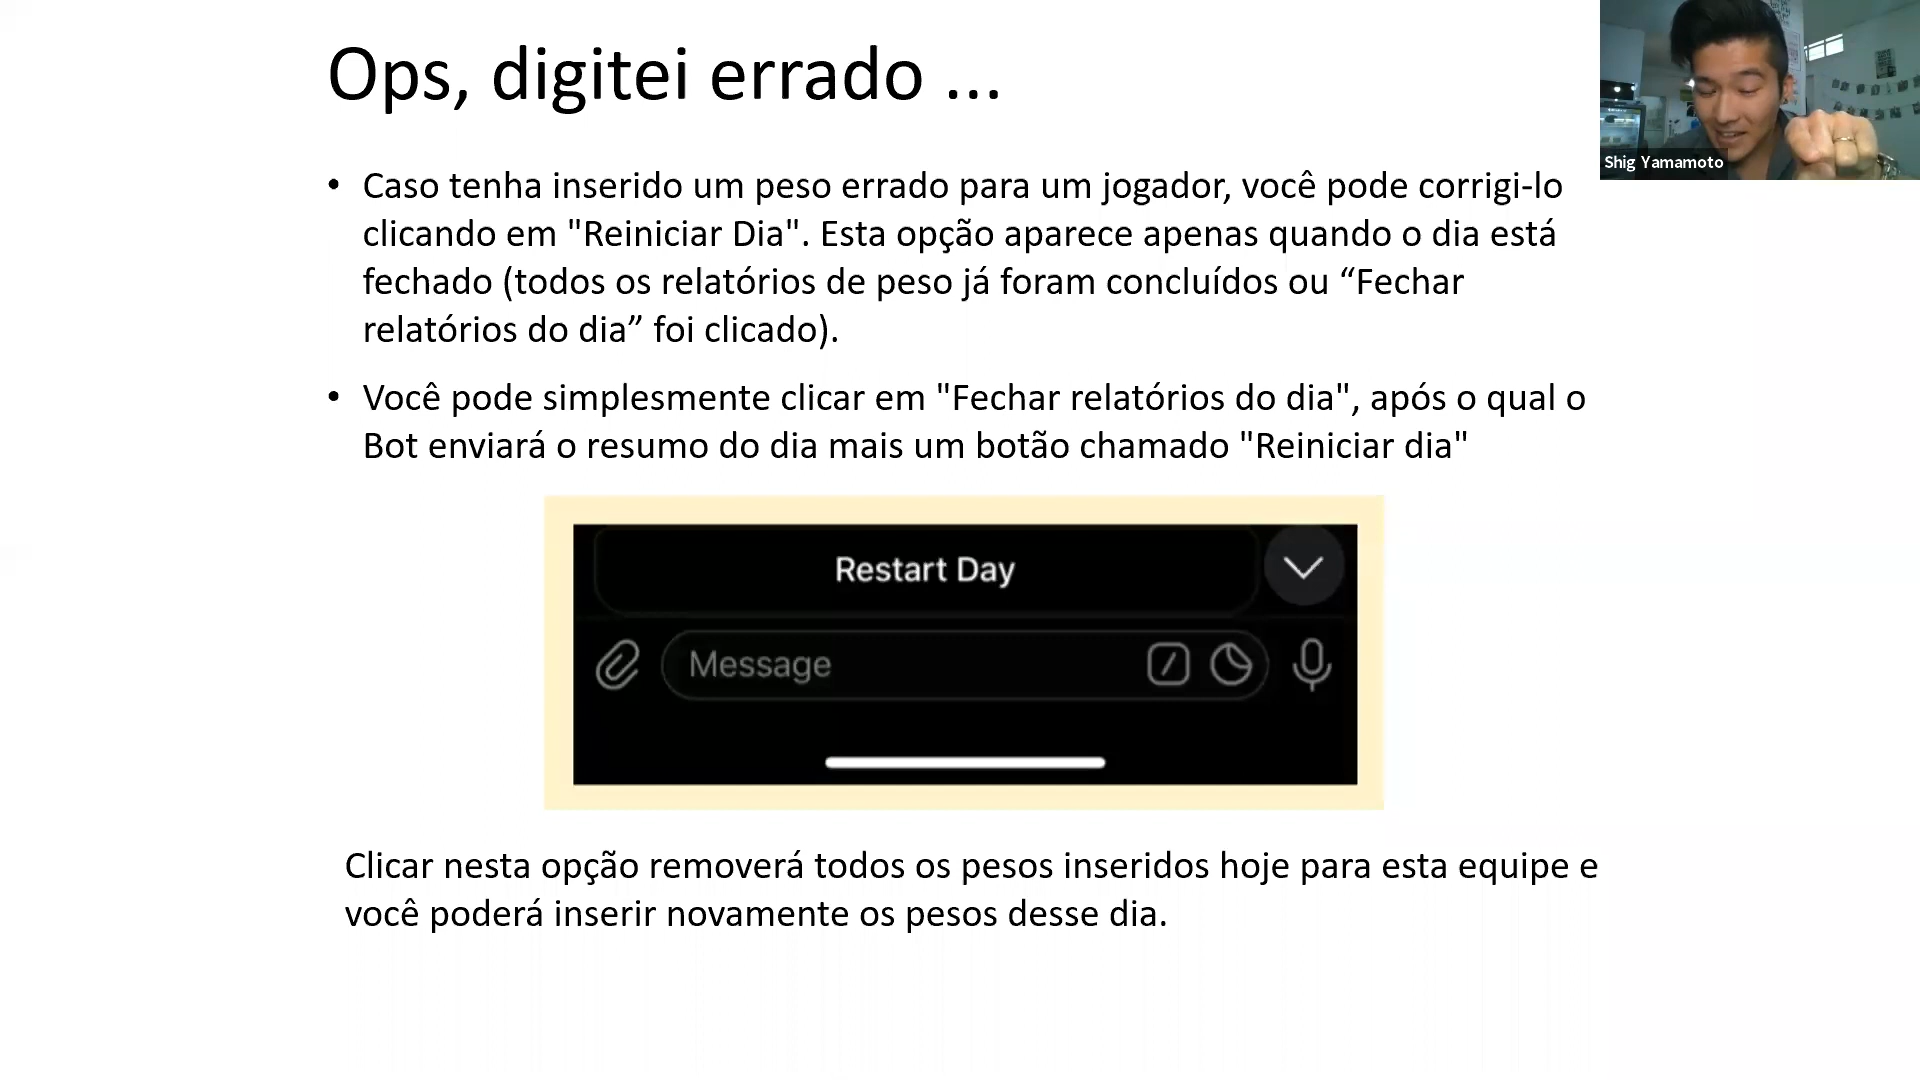 Ops, digitei errado ...
Shig Yamamoto
• Caso tenha inserido um peso errado para um jogador, você pode corrigi-lo
clicando em "Reiniciar Dia". Esta opção aparece apenas quando o dia está
fechado (todos os relatórios de peso já foram concluídos ou “Fechar
relatórios do dia” foi clicado).
• Você pode simplesmente clicar em "Fechar relatórios do dia", após o qual o
Bot enviará o resumo do dia mais um botão chamado "Reiniciar dia"
Restart Day
Message
Clicar nesta opção removerá todos os pesos inseridos hoje para esta equipe e
você poderá inserir novamente os pesos desse dia.